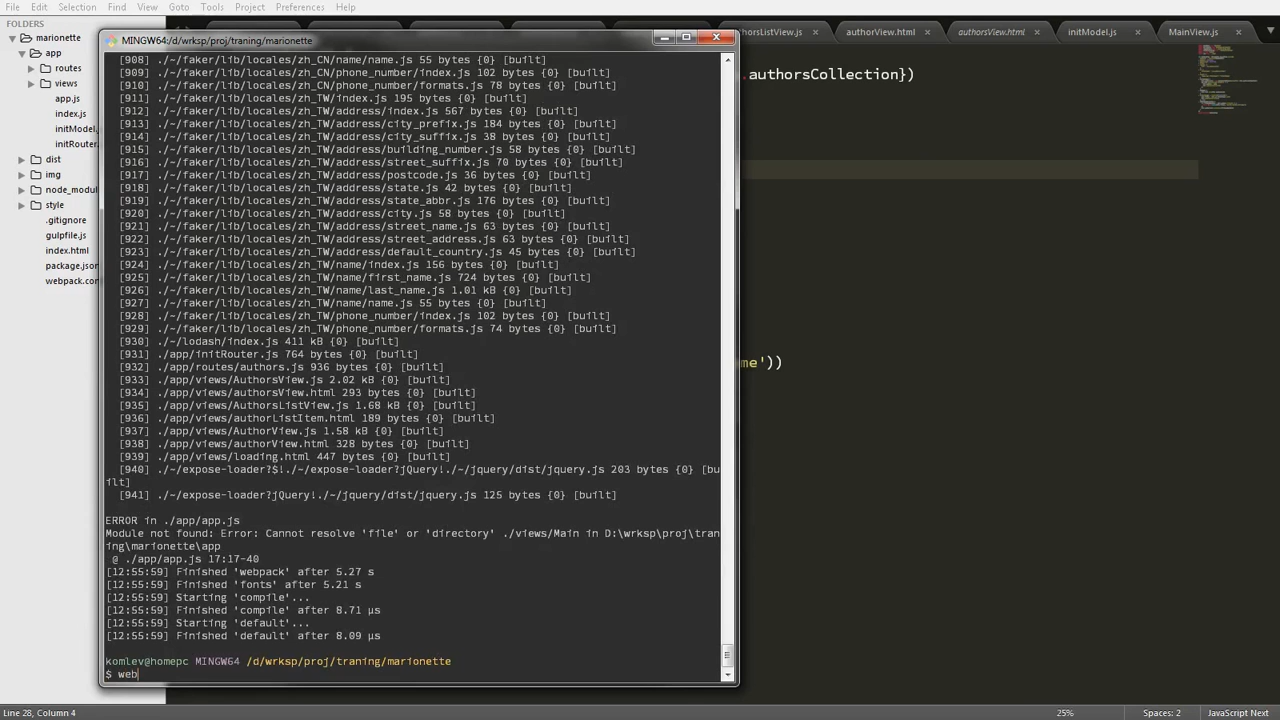 File Edit Selection Find View Goto Tools Project Preferences Help
FOLDERS
marionette
app
routes
views
app.js
index.js
initModel.
initRouter.
dist
img
node_modul
style
.gitignore
gulpfile.js
index.html
package.json
webpack.con
horsListView.js
authorView.html
authorsView.html
initModel.js
MainView.js
.authorsCollection})
me'))
MINGW64:/d/wrksp/proj/traning/marionette
[908] ./~/faker/lib/locales/zh_CN/name/name.js 55 bytes {0} [built]
[909] ./~/faker/lib/locales/zh_CN/phone_number/index.js 102 bytes {0} [built]
[910] ./~/faker/lib/locales/zh_CN/phone_number/formats.js 78 bytes {0} [built]
[911] ./~/faker/lib/locales/zh_TW/index.js 195 bytes {0} [built]
[912] ./~/faker/lib/locales/zh_TW/address/index.js 567 bytes {0} [built]
[913] ./~/faker/lib/locales/zh_TW/address/city_prefix.js 184 bytes {0} [built]
[914] ./~/faker/lib/locales/zh_TW/address/city_suffix.js 38 bytes {0} [built]
[915] ./~/faker/lib/locales/zh_TW/address/building_number.js 58 bytes {0} [built]
[916] ./~/faker/lib/locales/zh_TW/address/street_suffix.js 70 bytes {0} [built]
[917] ./~/faker/lib/locales/zh_TW/address/postcode.js 36 bytes {0} [built]
[918] ./~/faker/lib/locales/zh_TW/address/state.js 42 bytes {0} [built]
[919] ./~/faker/lib/locales/zh_TW/address/state_abbr.js 176 bytes {0} [built]
[920] ./~/faker/lib/locales/zh_TW/address/city.js 58 bytes {0} [built]
[921] ./~/faker/lib/locales/zh_TW/address/street_name.js 63 bytes {0} [built]
[922] ./~/faker/lib/locales/zh_TW/address/street_address.js 63 bytes {0} [built]
[923] ./~/faker/lib/locales/zh_TW/address/default_country.js 45 bytes {0} [built]
[924] ./~/faker/lib/locales/zh_TW/name/index.js 156 bytes {0} [built]
[925] ./~/faker/lib/locales/zh_TW/name/first_name.js 724 bytes {0} [built]
[926] ./~/faker/lib/locales/zh_TW/name/last_name.js 1.01 kB {0} [built]
[927] ./~/faker/lib/locales/zh_TW/name/name.js 55 bytes {0} [built]
[928] ./~/faker/lib/locales/zh_TW/phone_number/index.js 102 bytes {0} [built]
[929] ./~/faker/lib/locales/zh_TW/phone_number/formats.js 74 bytes {0} [built]
[930] ./~/lodash/index.js 411 kB {0} [built]
[931] ./app/initRouter.js 764 bytes {0} [built]
[932] ./app/routes/authors.js 936 bytes {0} [built]
[933] ./app/views/AuthorsView.js 2.02 kB {0} [built]
[934] ./app/views/authorsView.html 293 bytes {0} [built]
[935] ./app/views/AuthorsListView.js 1.68 kB {0} [built]
[936] ./app/views/authorListItem.html 189 bytes {0} [built]
[937] ./app/views/authorView.js 1.58 kB {0} [built]
[938] ./app/views/authorView.html 328 bytes {0} [built]
[939] ./app/views/loading.html 447 bytes {0} [built]
[940] ./~/expose-loader?$!./~/expose-loader?jQuery!./~/jquery/dist/jquery.js 203 bytes {0} [bu
ilt]
[941] ./~/expose-loader?jQuery!./~/jquery/dist/jquery.js 125 bytes {0} [built]
ERROR in ./app/app.js
Module not found: Error: Cannot resolve 'file' or 'directory' ./views/Main in D:\wrksp\proj\tran
ing\marionette\app
@ ./app/app.js 17:17-40
[12:55:59] Finished 'webpack' after 5.27 s
[12:55:59] Finished 'fonts' after 5.21 s
[12:55:59] Starting 'compile'...
[12:55:59] Finished 'compile' after 8.71 μs
[12:55:59] Starting 'default'...
[12:55:59] Finished 'default' after 8.09 μs
komlev@homepc MINGW64 /d/wrksp/proj/traning/marionette
$ web
Line 28, Column 4
25%
Spaces: 2
JavaScript Next